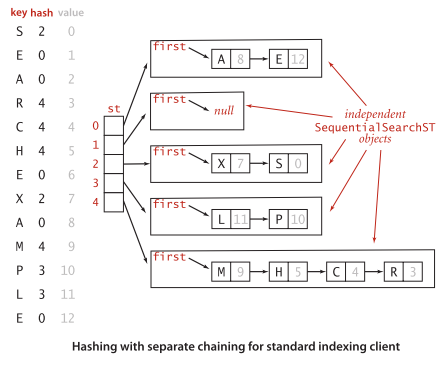 key hash value
S 2 0
E 0 1
A 0 2
R 4 3
C 4 4
H 4 5
E 0 6
X 2 7
A 0 8
M 4 9
P 3 10
L 3 11
E 0 12
st
0
1
2
3
4
first
A 8 E 12
first
null
first
X 7 S 0
first
L 11 P 10
first
M 9 H 5 C 4 R 3
independent
SequentialSearchST
objects
Hashing with separate chaining for standard indexing client